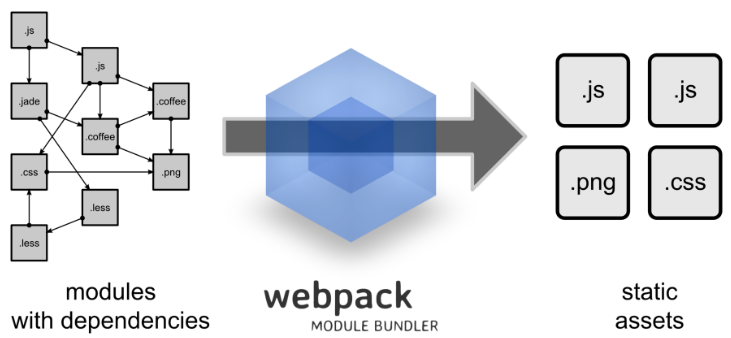 .js
.js
.jade
.coffee
.coffee
.css
.png
.less
.less
modules
with dependencies
webpack
MODULE BUNDLER
.js
.js
.png
.css
static
assets